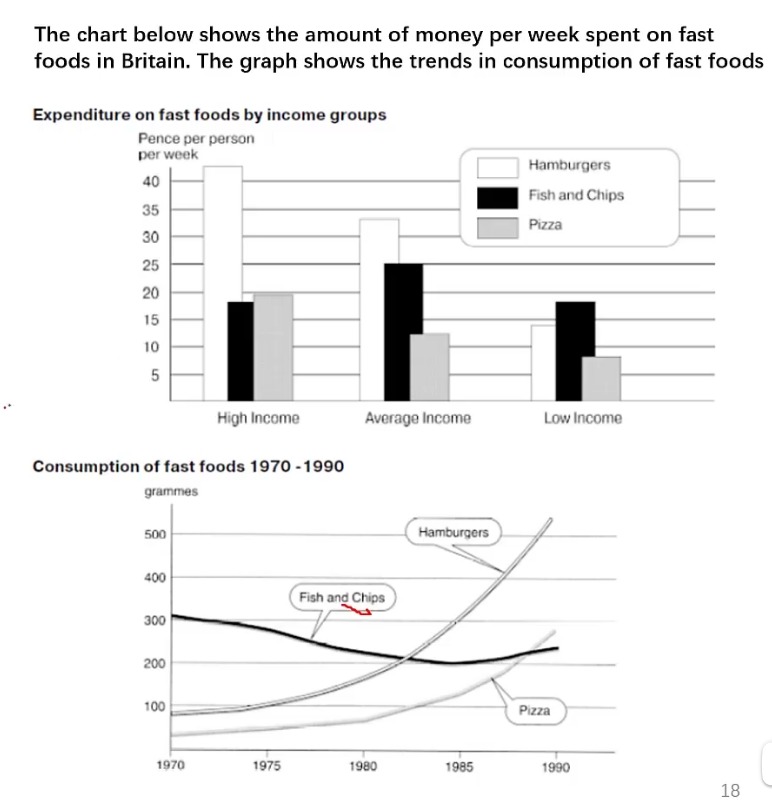 The chart below shows the amount of money per week spent on fast
foods in Britain. The graph shows the trends in consumption of fast foods
Expenditure on fast foods by income groups
Pence per person
per week
Hamburgers
Fish and Chips
Pizza
40
35
30
25
20
15
10
5
High Income
Average Income
Low Income
Consumption of fast foods 1970 - 1990
grammes
500
400
300
200
100
Hamburgers
Fish and Chips
Pizza
1970
1975
1980
1985
1990
18